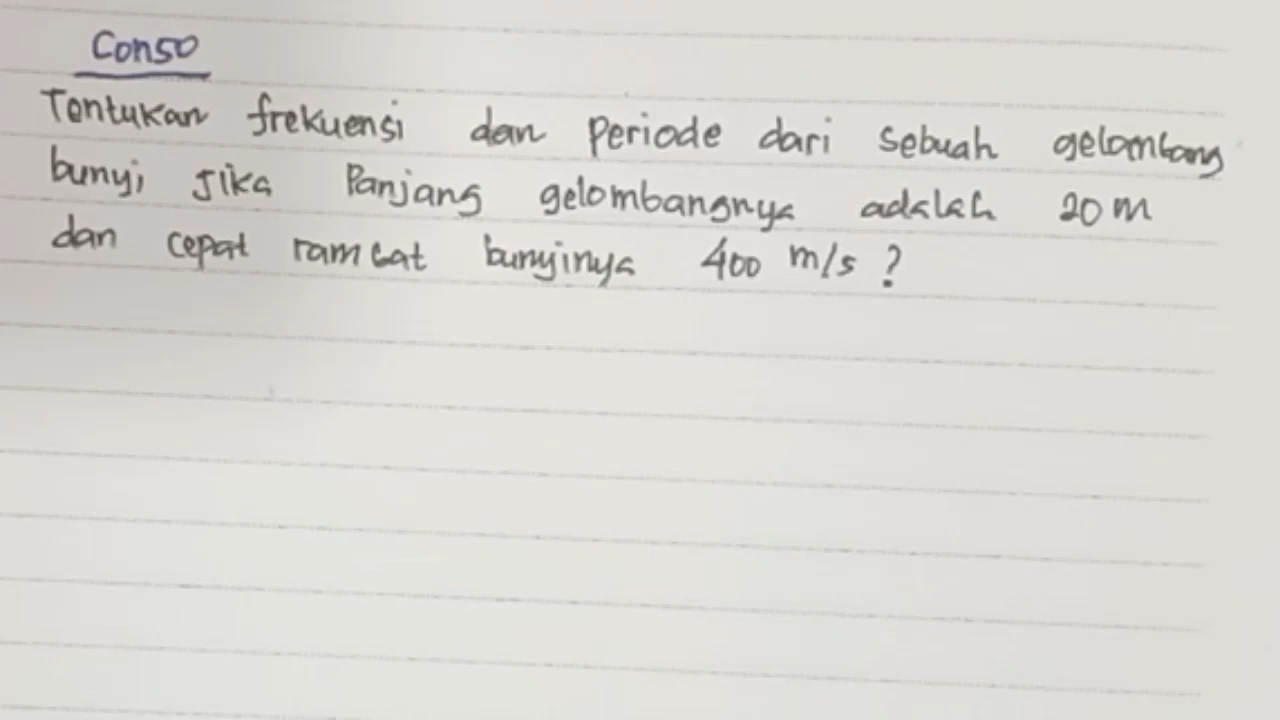 Conso
Tentukan frekuensi dan Periode dari sebuah gelombang
bunyi Jika Panjang gelombangnya adalah 20 m
dan cepat rambat bunyinya 400 m/s ?